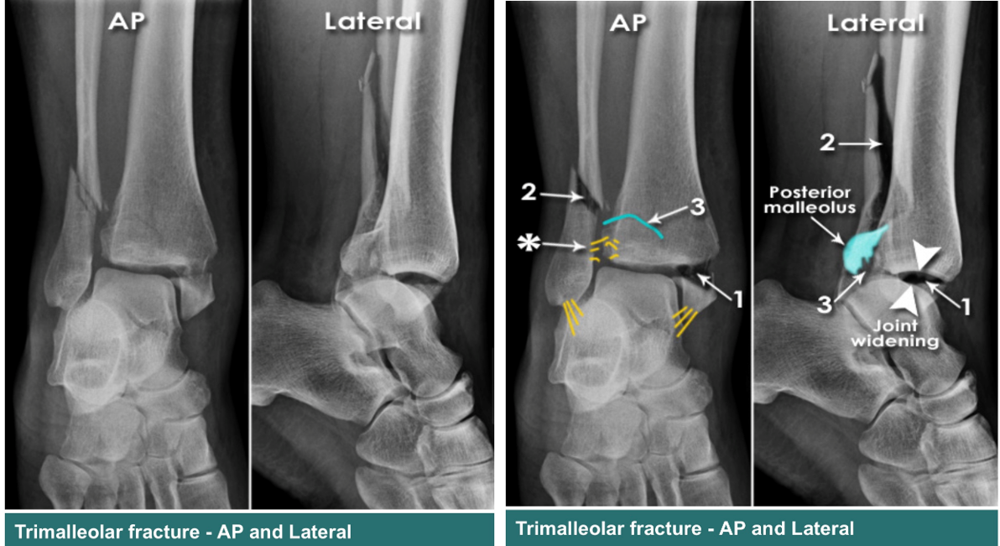 AP
Lateral
Trimalleolar fracture - AP and Lateral
AP
Lateral
2
Posterior
malleolus
2
3
*
1
3
1
Joint
widening
Trimalleolar fracture - AP and Lateral